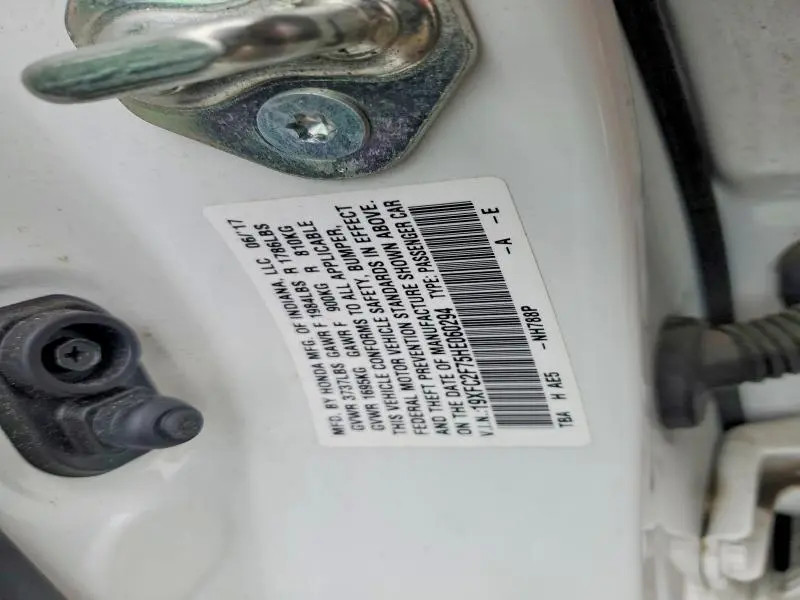 MFD. BY HONDA MFG. OF INDIANA, LLC 06/17
GVWR 3737LBS GAWR F 1984LBS R 1786LBS
GVWR 1695KG GAWR F 900KG R 810KG
THIS VEHICLE CONFORMS TO ALL APPLICABLE
FEDERAL MOTOR VEHICLE SAFETY, BUMPER,
AND THEFT PREVENTION STANDARDS IN EFFECT
ON THE DATE OF MANUFACTURE SHOWN ABOVE.
V.I.N.:19XFC2F75HE060294 TYPE: PASSENGER CAR
TBA H AE5 -NH788P -A -E